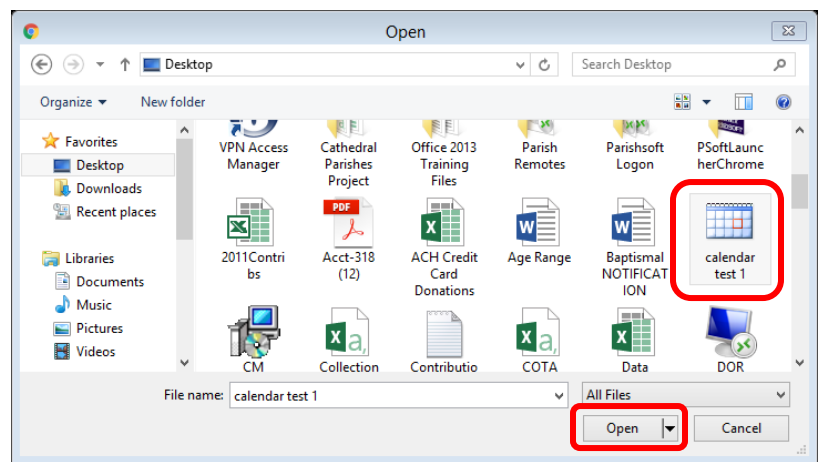 Open
Desktop
Search Desktop
Organize
New folder
Favorites
Desktop
Downloads
Recent places
Libraries
Documents
Music
Pictures
Videos
VPN Access
Manager
Cathedral
Parishes
Project
Office 2013
Training
Files
Parish
Remotes
Parishsoft
Logon
PSoftLaunc
herChrome
2011Contri
bs
PDF
Acct-318
(12)
ACH Credit
Card
Donations
Age Range
Baptismal
NOTIFICAT
ION
calendar
test 1
CM
Collection
Contributio
COTA
Data
DOR
File name:
calendar test 1
All Files
Open
Cancel